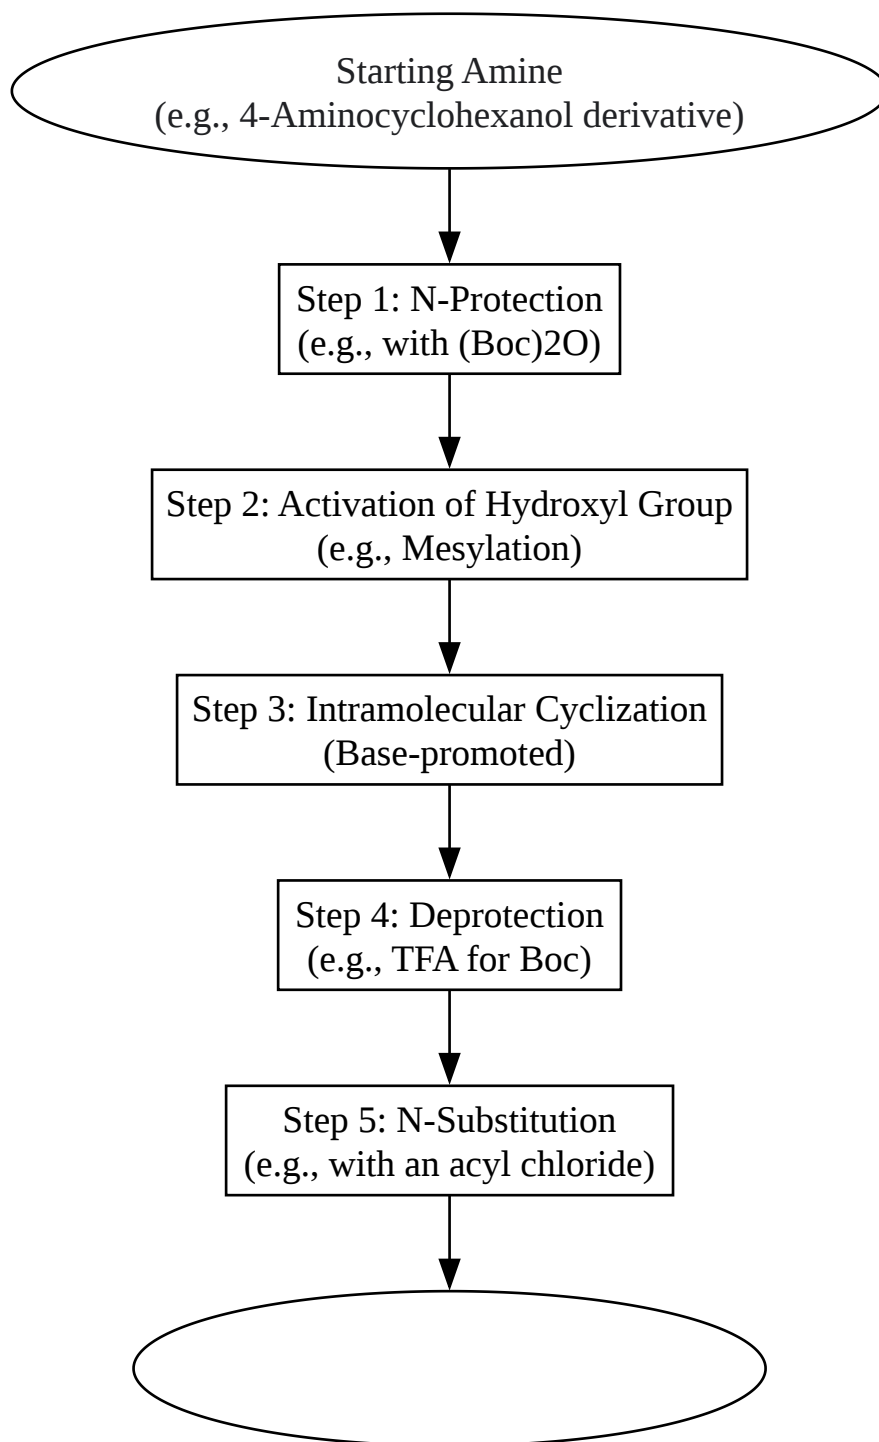 Starting Amine
(e.g., 4-Aminocyclohexanol derivative)
Step 1: N-Protection
(e.g., with (Boc)2O)
Step 2: Activation of Hydroxyl Group
(e.g., Mesylation)
Step 3: Intramolecular Cyclization
(Base-promoted)
Step 4: Deprotection
(e.g., TFA for Boc)
Step 5: N-Substitution
(e.g., with an acyl chloride)